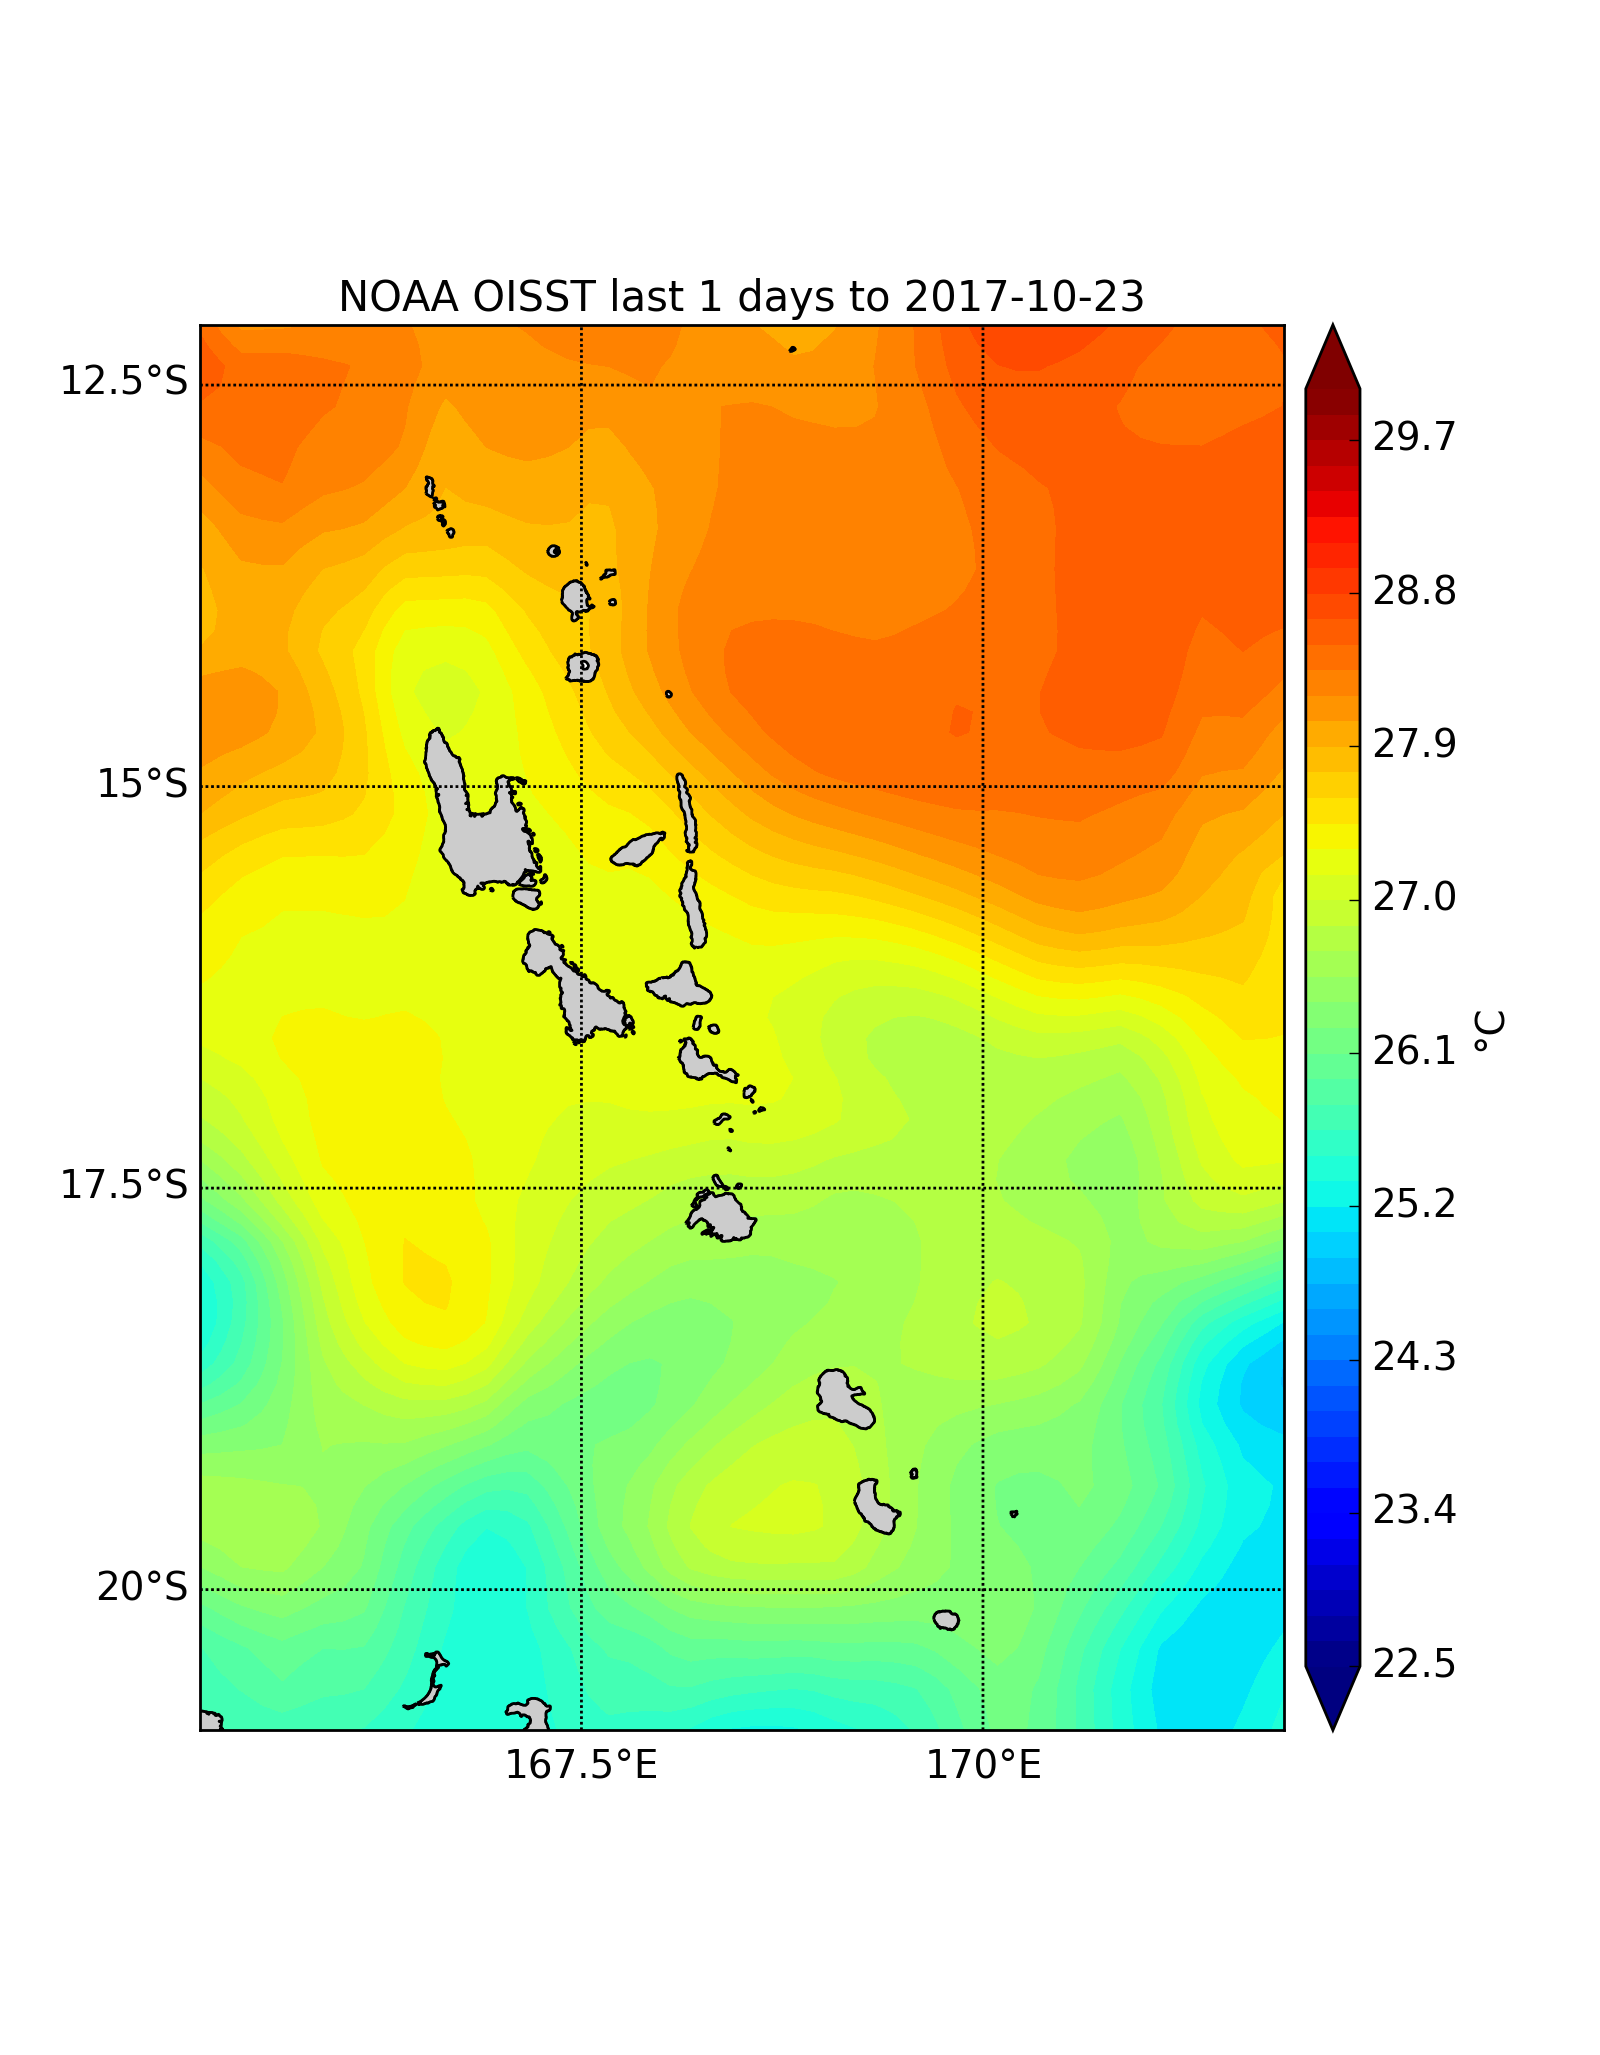 NOAA OISST last 1 days to 2017-10-23
12.5°S
15°S
17.5°S
20°S
167.5°E
170°E
29.7
28.8
27.9
27.0
26.1
25.2
24.3
23.4
22.5
°C